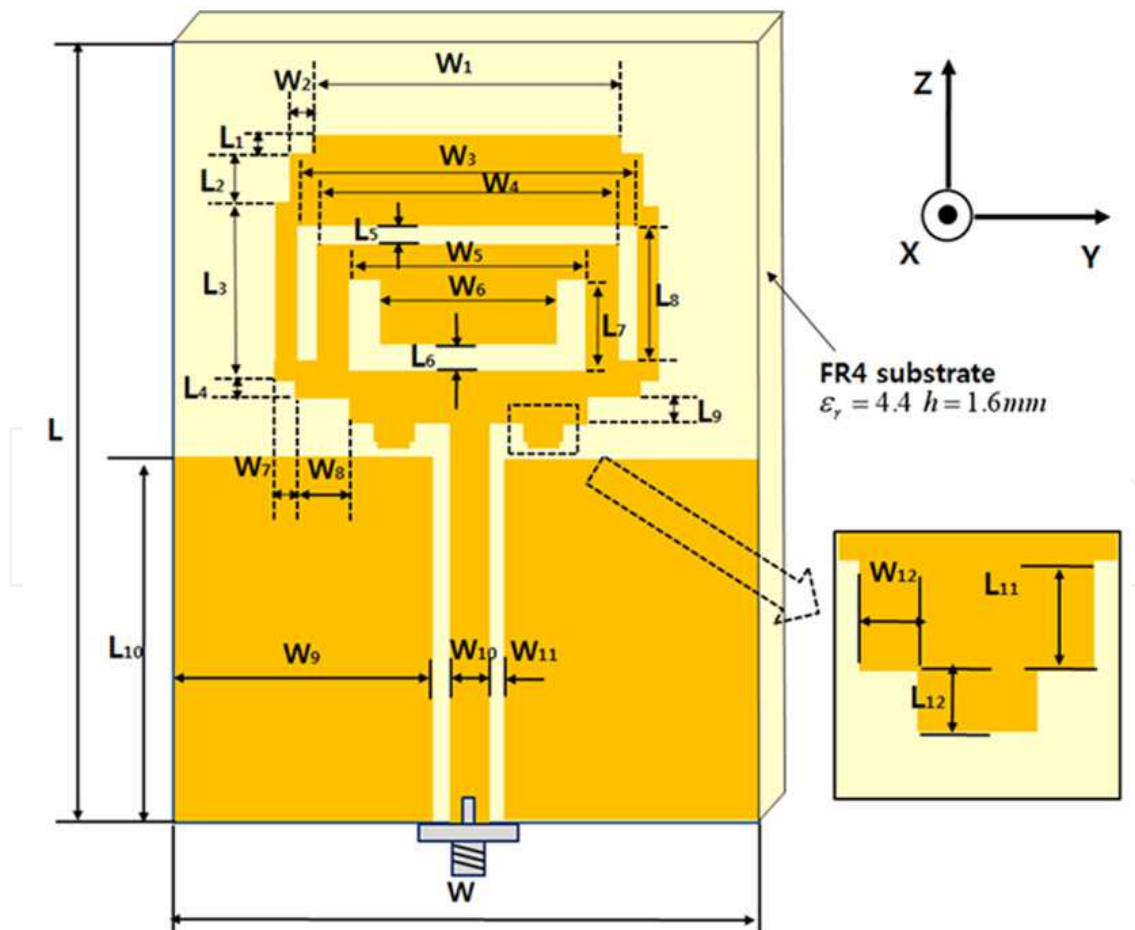 W₁
W₂
Z
L₁
W₃
L₂
W₄
L₅
W₅
X
Y
L₃
W₆
L₈
L₇
L₆
FR4 substrate
εᵣ = 4.4 h = 1.6mm
L₄
L₉
L
W₇
W₈
W₁₂
L₁₁
L₁₀
W₉
W₁₀
W₁₁
L₁₂
W